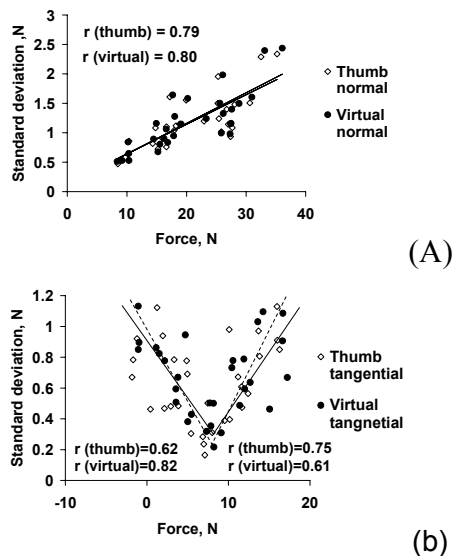 r (thumb) = 0.79
r (virtual) = 0.80
Standard deviation ,N
3
2.5
2
1.5
1
0.5
0
0 10 20 30 40
Force, N
Thumb
normal
Virtual
normal
(A)
Standard deviation, N
1.2
1
0.8
0.6
0.4
0.2
0
r (thumb)=0.62
r (virtual)=0.82
r (thumb)=0.75
r (virtual)=0.61
-10 0 10 20
Force, N
Thumb
tangential
Virtual
tangnetial
(b)